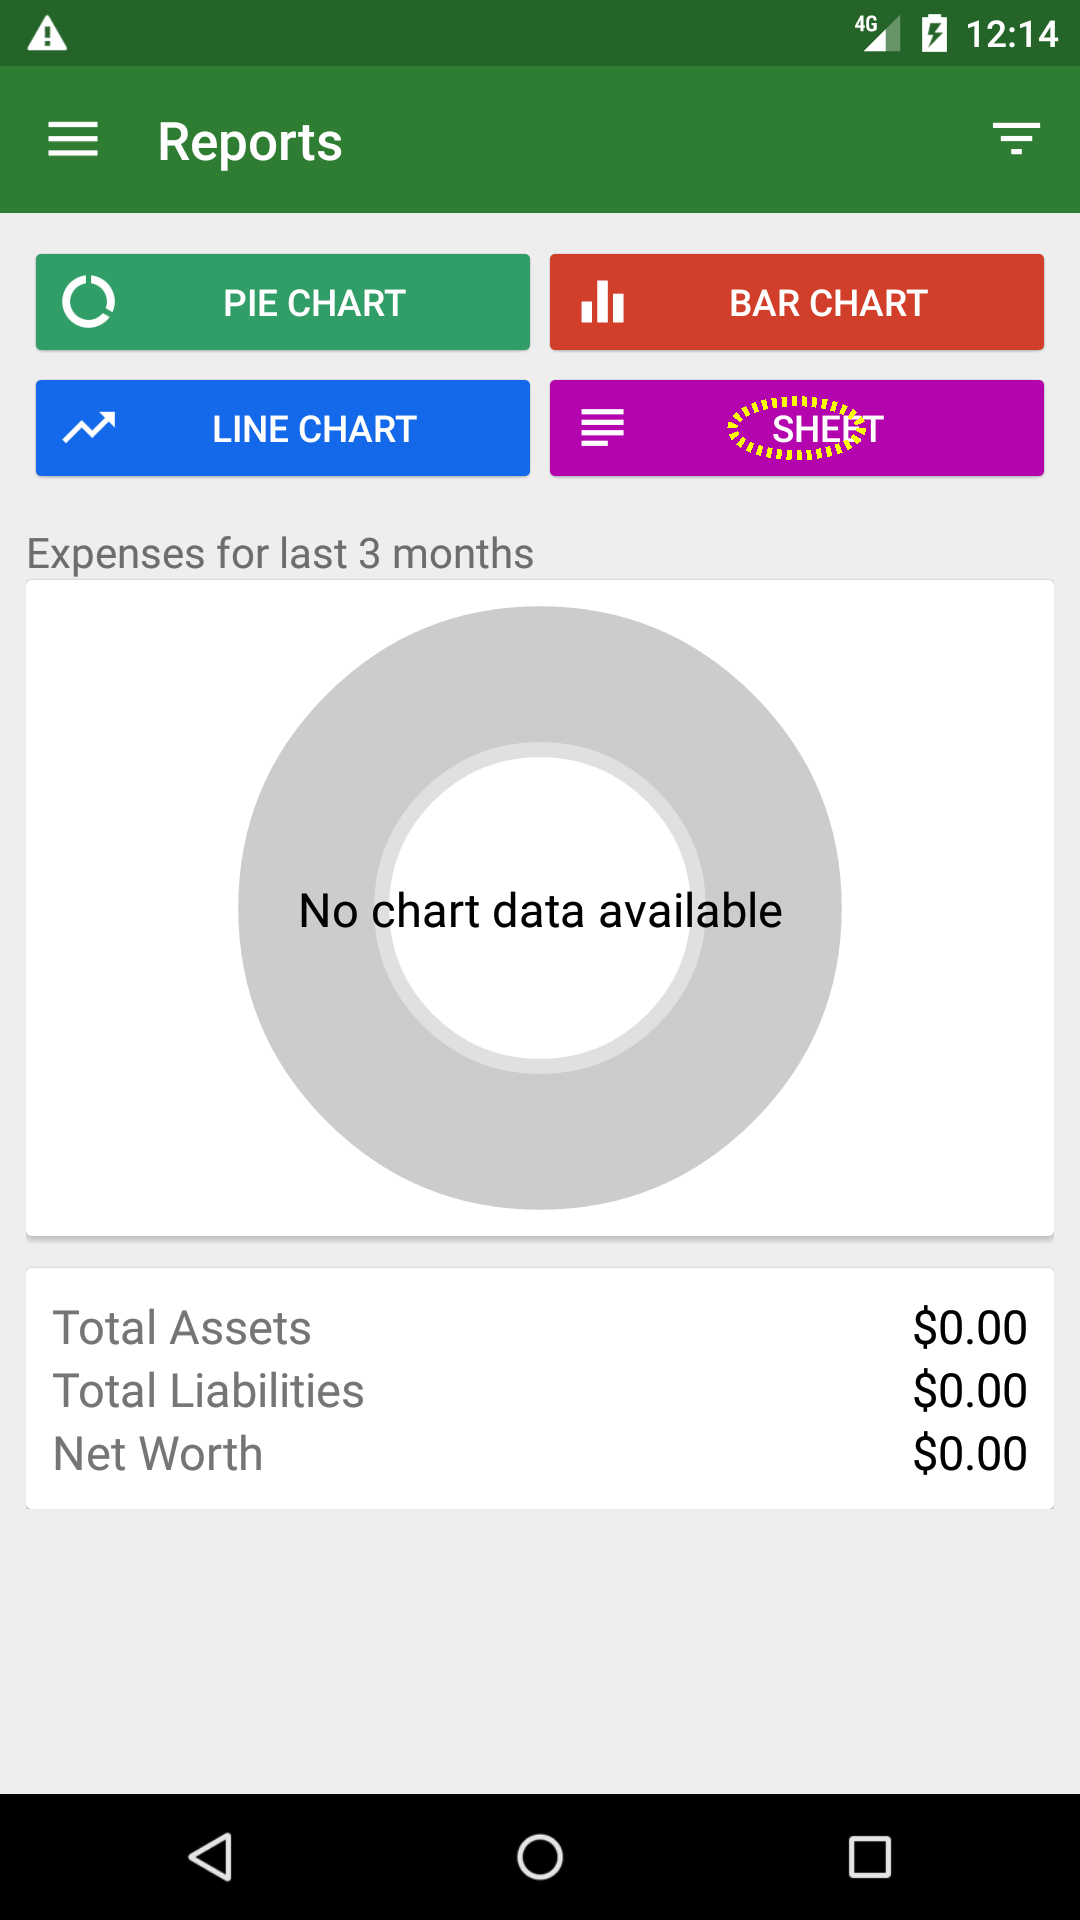 4G 12:14
Reports
PIE CHART
BAR CHART
LINE CHART
SHEET
Expenses for last 3 months
No chart data available
Total Assets $0.00
Total Liabilities $0.00
Net Worth $0.00